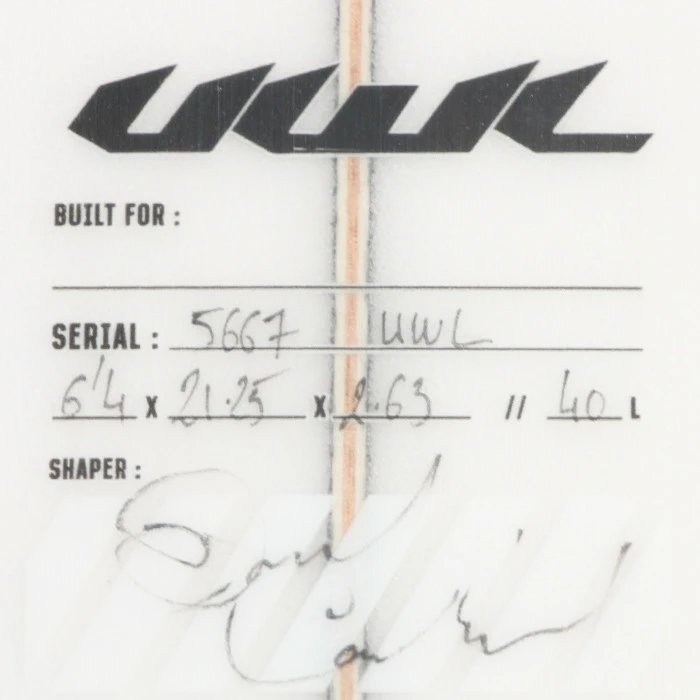 UWL
BUILT FOR :
SERIAL : 5667 UWL
6'4 X 21.25 X 2.63 // 40 L
SHAPER :